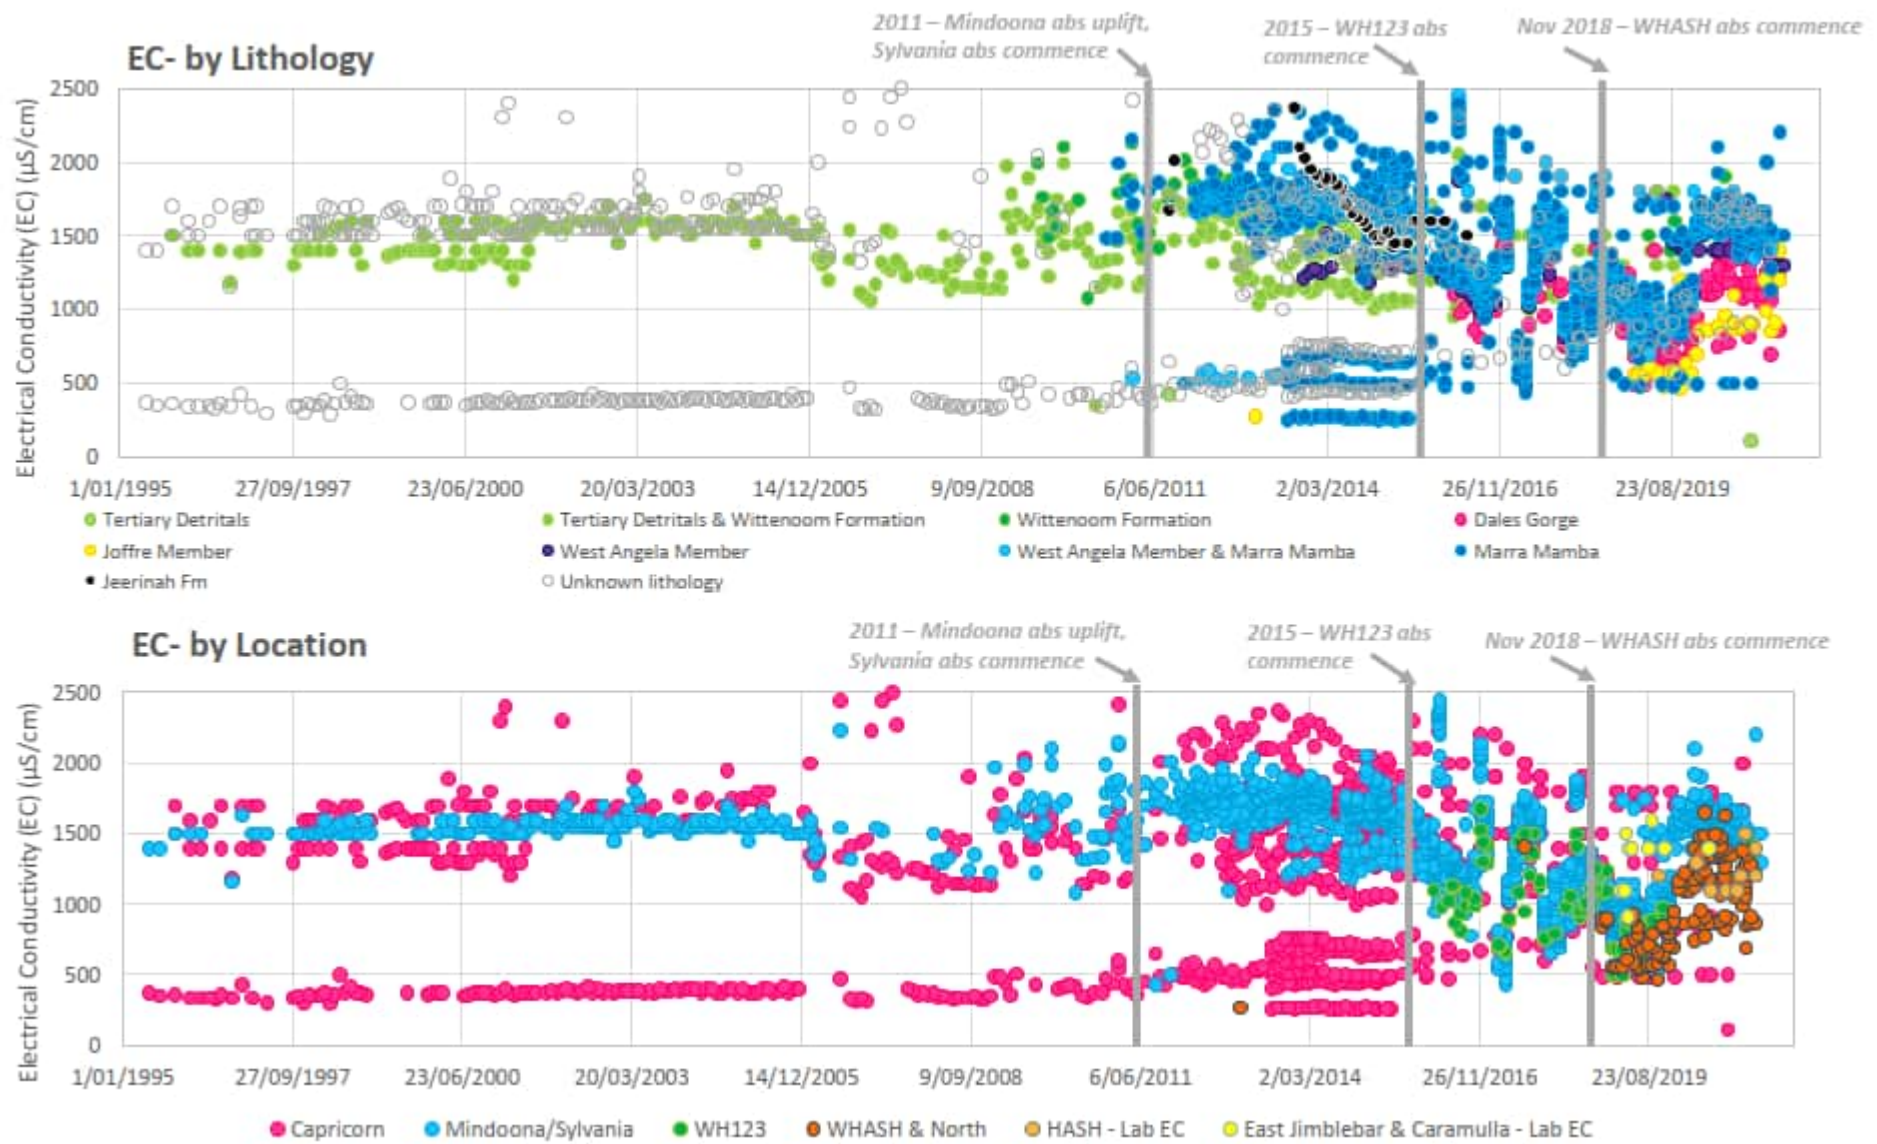 2011 – Mindoona abs uplift,
Sylvania abs commence
2015 – WH123 abs
commence
Nov 2018 – WHASH abs commence
EC- by Lithology
Electrical Conductivity (EC) (µS/cm)
2500
2000
1500
1000
500
0
1/01/1995 27/09/1997 23/06/2000 20/03/2003 14/12/2005 9/09/2008 6/06/2011 2/03/2014 26/11/2016 23/08/2019
Tertiary Detritals Tertiary Detritals & Wittenoom Formation Wittenoom Formation Dales Gorge
Joffre Member West Angela Member West Angela Member & Marra Mamba Marra Mamba
Jeerinah Fm Unknown lithology
2011 – Mindoona abs uplift,
Sylvania abs commence
2015 – WH123 abs
commence
Nov 2018 – WHASH abs commence
EC- by Location
Electrical Conductivity (EC) (µS/cm)
2500
2000
1500
1000
500
0
1/01/1995 27/09/1997 23/06/2000 20/03/2003 14/12/2005 9/09/2008 6/06/2011 2/03/2014 26/11/2016 23/08/2019
Capricorn Mindoona/Sylvania WH123 WHASH & North HASH - Lab EC East Jimblebar & Caramulla - Lab EC